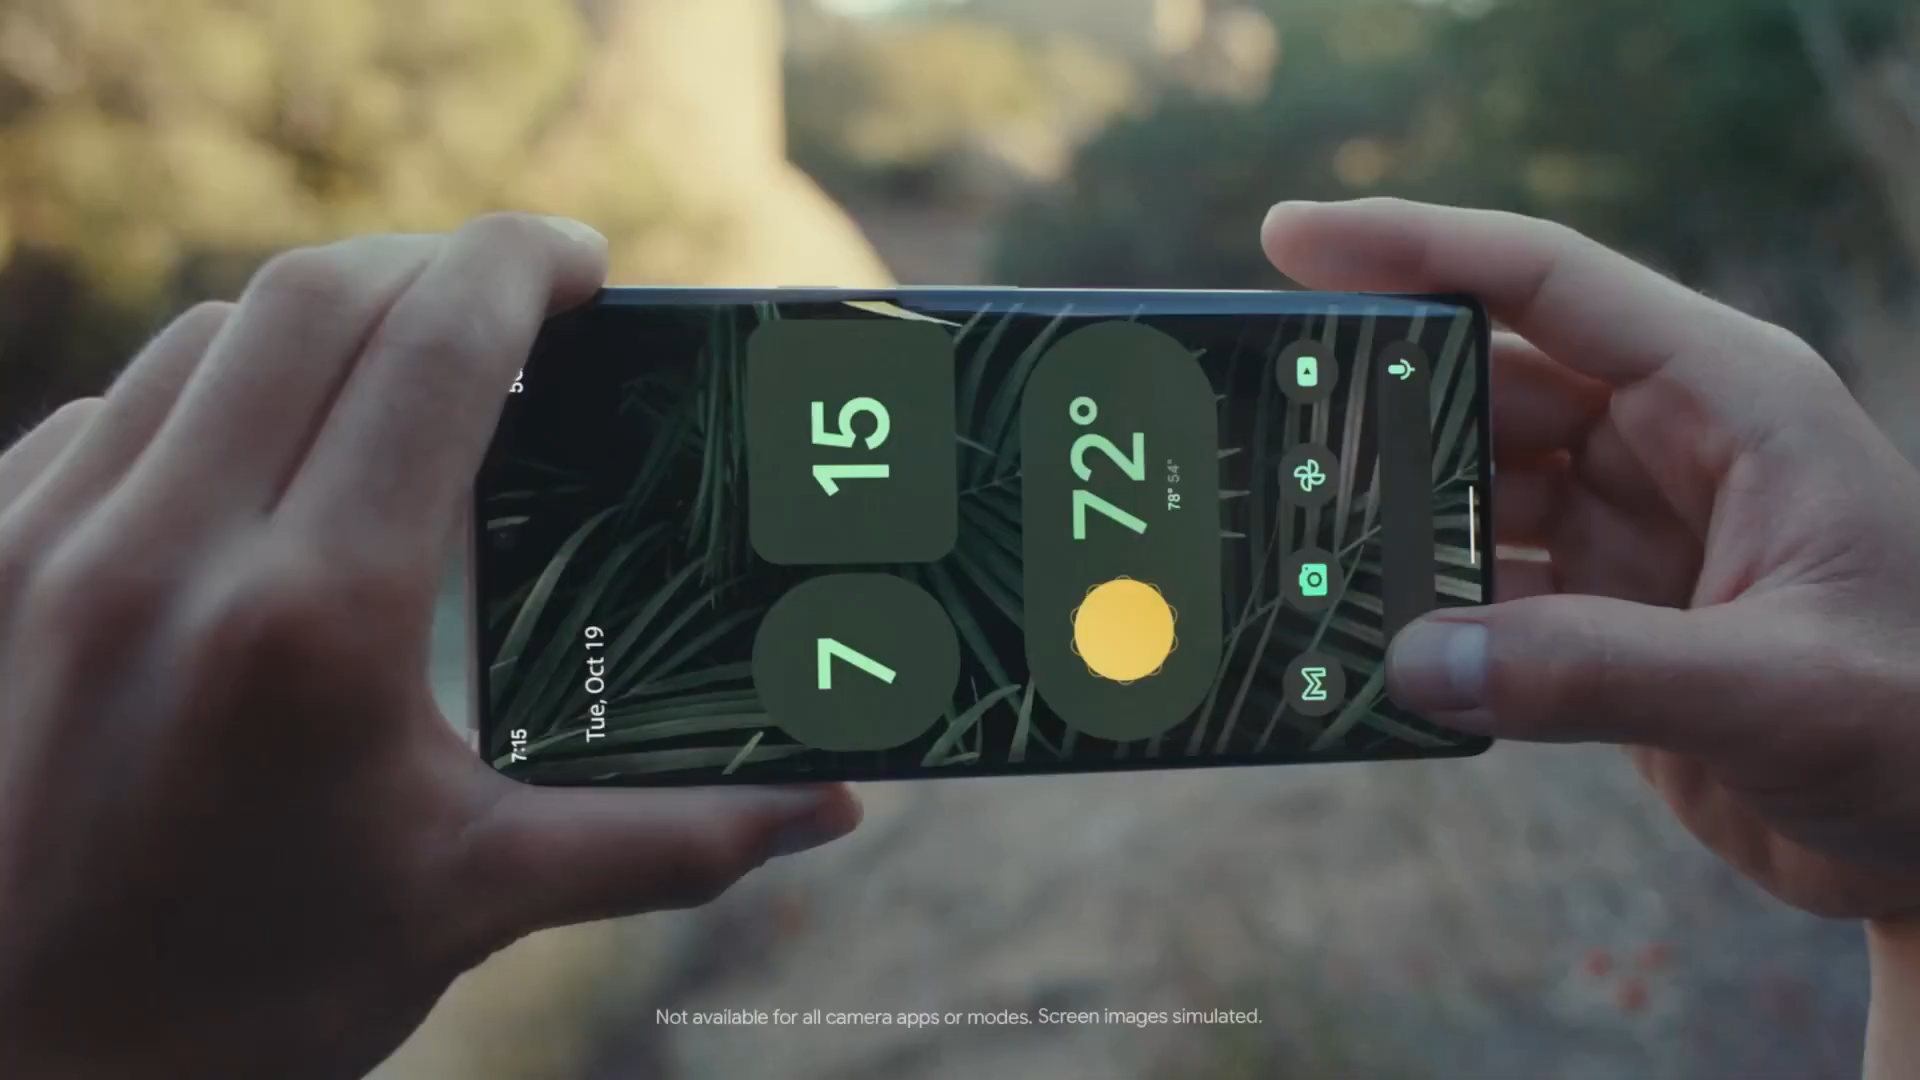 7:15
5G
Tue, Oct 19
7
15
72°
78° 54°
Not available for all camera apps or modes. Screen images simulated.